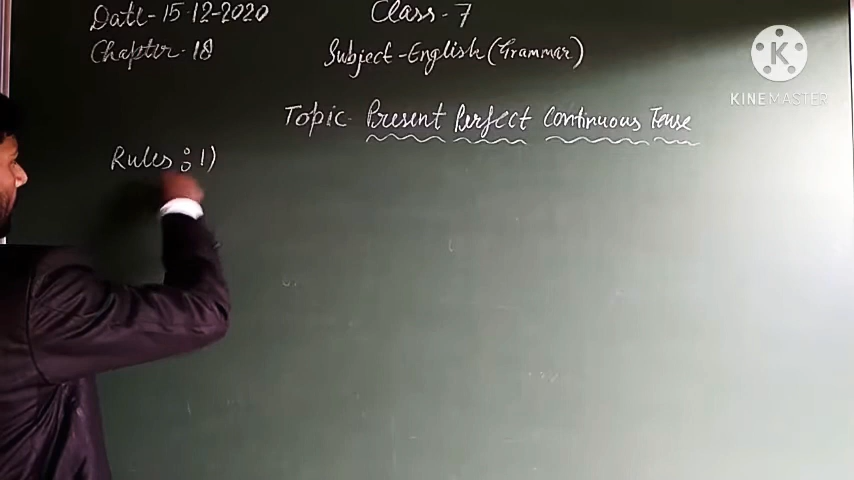 Date-15-12-2020 Class-7
Chapter-18 Subject-English (Grammar)
Topic- Present Perfect Continuous Tense
Rules : 1)
K
KINEMASTER